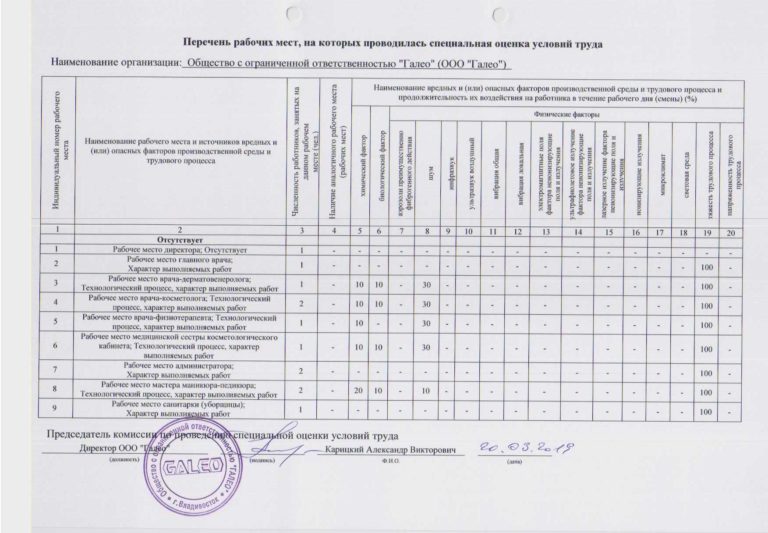 Перечень рабочих мест, на которых проводилась специальная оценка условий труда
Наименование организации: Общество с ограниченной ответственностью "Галео" (ООО "Галео")
Индивидуальный номер рабочего места
Наименование рабочего места и источников вредных и (или) опасных факторов производственной среды и трудового процесса
Численность работников, занятых на данном рабочем месте (чел.)
Наличие аналогичного рабочего места (рабочих мест)
Наименование вредных и (или) опасных факторов производственной среды и трудового процесса и
продолжительность их воздействия на работника в течение рабочего дня (смены) (%)
Физические факторы
химический фактор
биологический фактор
аэрозоли преимущественно фиброгенного действия
шум
инфразвук
ультразвук воздушный
вибрация общая
вибрация локальная
электромагнитные поля фактора неионизирующие поля и излучения
ультрафиолетовое излучение фактора неионизирующие поля и излучения
лазерное излучение фактора неионизирующие поля и излучения
ионизирующие излучения
микроклимат
световая среда
тяжесть трудового процесса
напряженность трудового процесса
1 2 3 4 5 6 7 8 9 10 11 12 13 14 15 16 17 18 19 20
Отсутствует
1 Рабочее место директора; Отсутствует 1 - - - - - - - - - - - - - - - - -
2 Рабочее место главного врача;
Характер выполняемых работ 1 - - - - - - - - - - - - - - - 100 -
3 Рабочее место врача-дерматовенеролога;
Технологический процесс, характер выполняемых работ 1 - 10 10 - 30 - - - - - - - - - - 100 -
4 Рабочее место врача-косметолога; Технологический
процесс, характер выполняемых работ 2 - 10 10 - 30 - - - - - - - - - - 100 -
5 Рабочее место врача-физиотерапевта; Технологический
процесс, характер выполняемых работ 1 - 10 - - 30 - - - - - - - - - - 100 -
6 Рабочее место медицинской сестры косметологического
кабинета; Технологический процесс, характер
выполняемых работ 1 - 10 10 - 30 - - - - - - - - - - 100 -
7 Рабочее место администратора;
Характер выполняемых работ 2 - - - - - - - - - - - - - - - - -
8 Рабочее место мастера маникюра-педикюра;
Технологический процесс, характер выполняемых работ 2 - 20 10 - 10 - - - - - - - - - - 100 -
9 Рабочее место санитарки (уборщицы);
Характер выполняемых работ 1 - - - - - - - - - - - - - - - 100 -
Председатель комиссии по проведению специальной оценки условий труда
Директор ООО "Галео" Карицкий Александр Викторович 20.03.2019
(должность) (подпись) Ф.И.О. (дата)
Общество с ограниченной ответственностью "ГАЛЕО"
GALEO
г. Владивосток